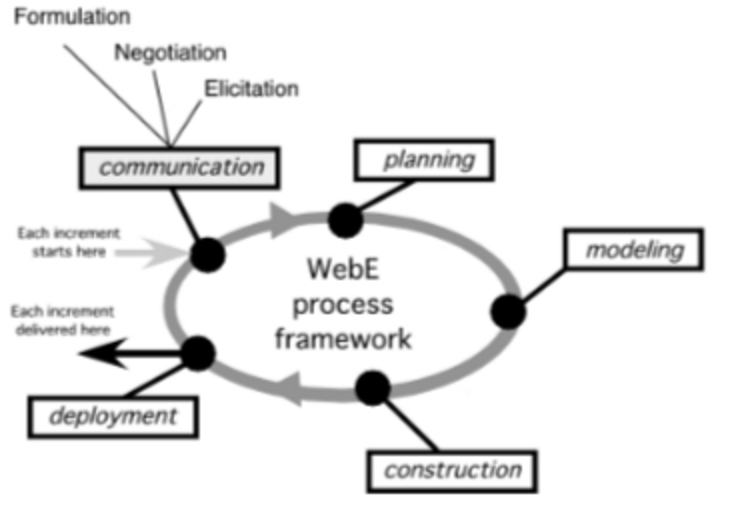 Formulation
Negotiation
Elicitation
communication
planning
Each increment
starts here
modeling
WebE
process
framework
Each increment
delivered here
deployment
construction